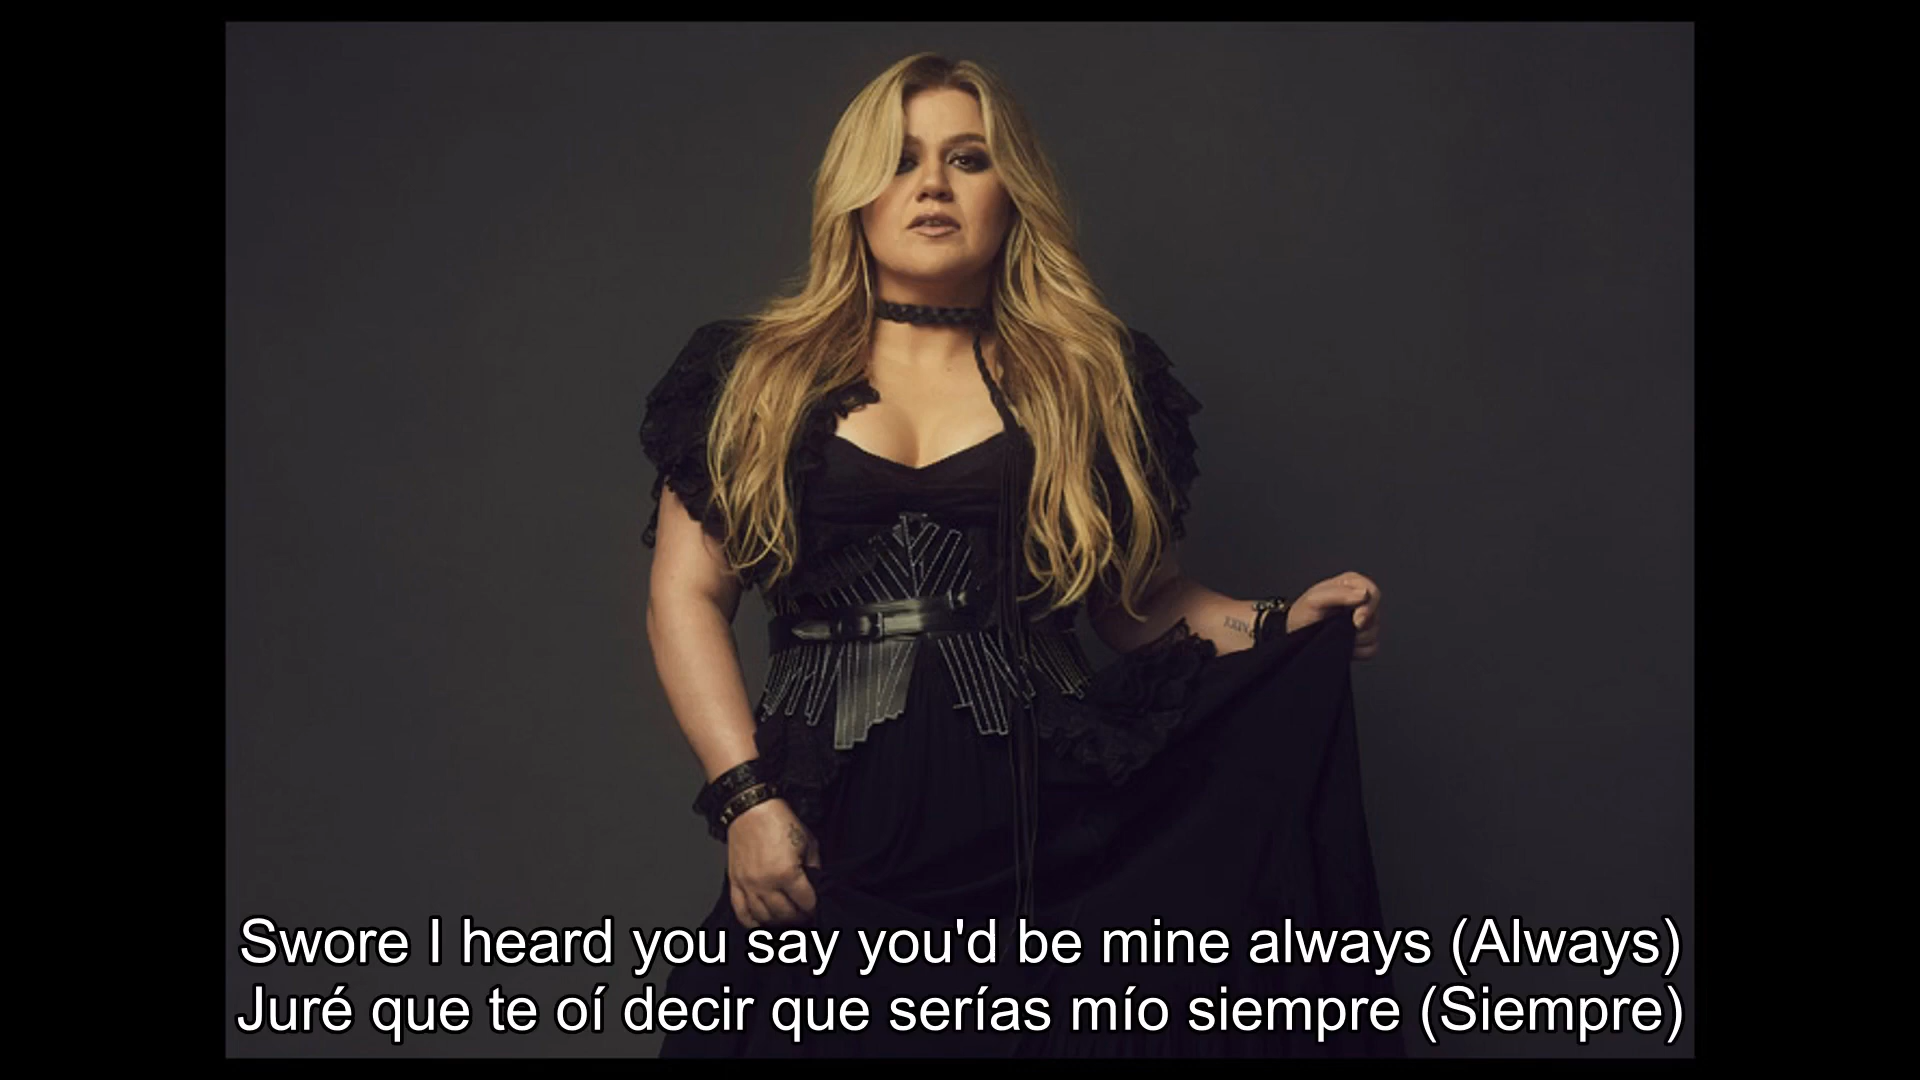 Swore I heard you say you'd be mine always (Always)
Juré que te oí decir que serías mío siempre (Siempre)